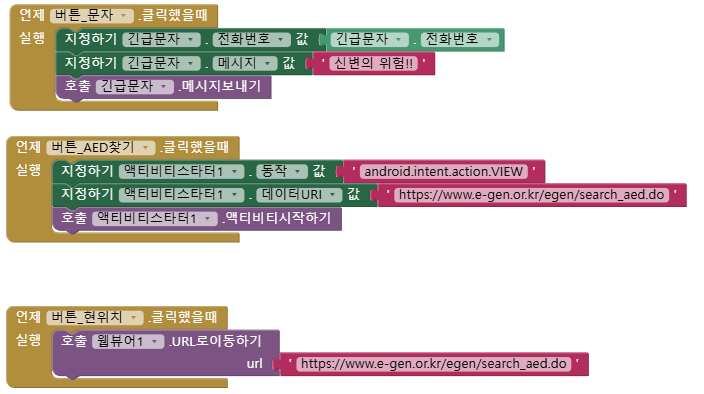 언제 버튼_문자 .클릭했을때
실행 지정하기 긴급문자 . 전화번호 값 긴급문자 . 전화번호
지정하기 긴급문자 . 메시지 값 ' 신변의 위험!! '
호출 긴급문자 .메시지보내기
언제 버튼_AED찾기 .클릭했을때
실행 지정하기 액티비티스타터1 . 동작 값 ' android.intent.action.VIEW '
지정하기 액티비티스타터1 . 데이터URI 값 ' https://www.e-gen.or.kr/egen/search_aed.do '
호출 액티비티스타터1 .액티비티시작하기
언제 버튼_현위치 .클릭했을때
실행 호출 웹뷰어1 .URL로이동하기
url ' https://www.e-gen.or.kr/egen/search_aed.do '